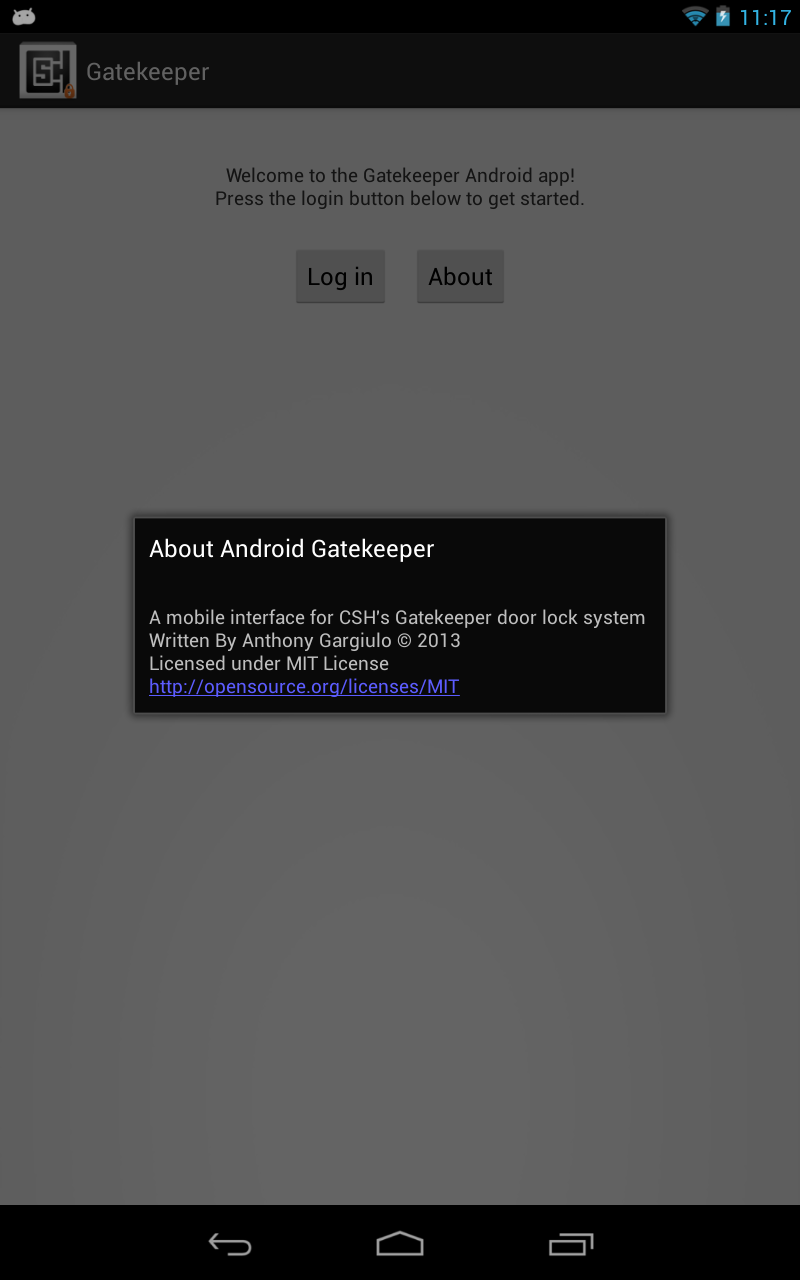 11:17
CSH
Gatekeeper
Welcome to the Gatekeeper Android app!
Press the login button below to get started.
Log in
About
About Android Gatekeeper
A mobile interface for CSH's Gatekeeper door lock system
Written By Anthony Gargiulo © 2013
Licensed under MIT License
http://opensource.org/licenses/MIT